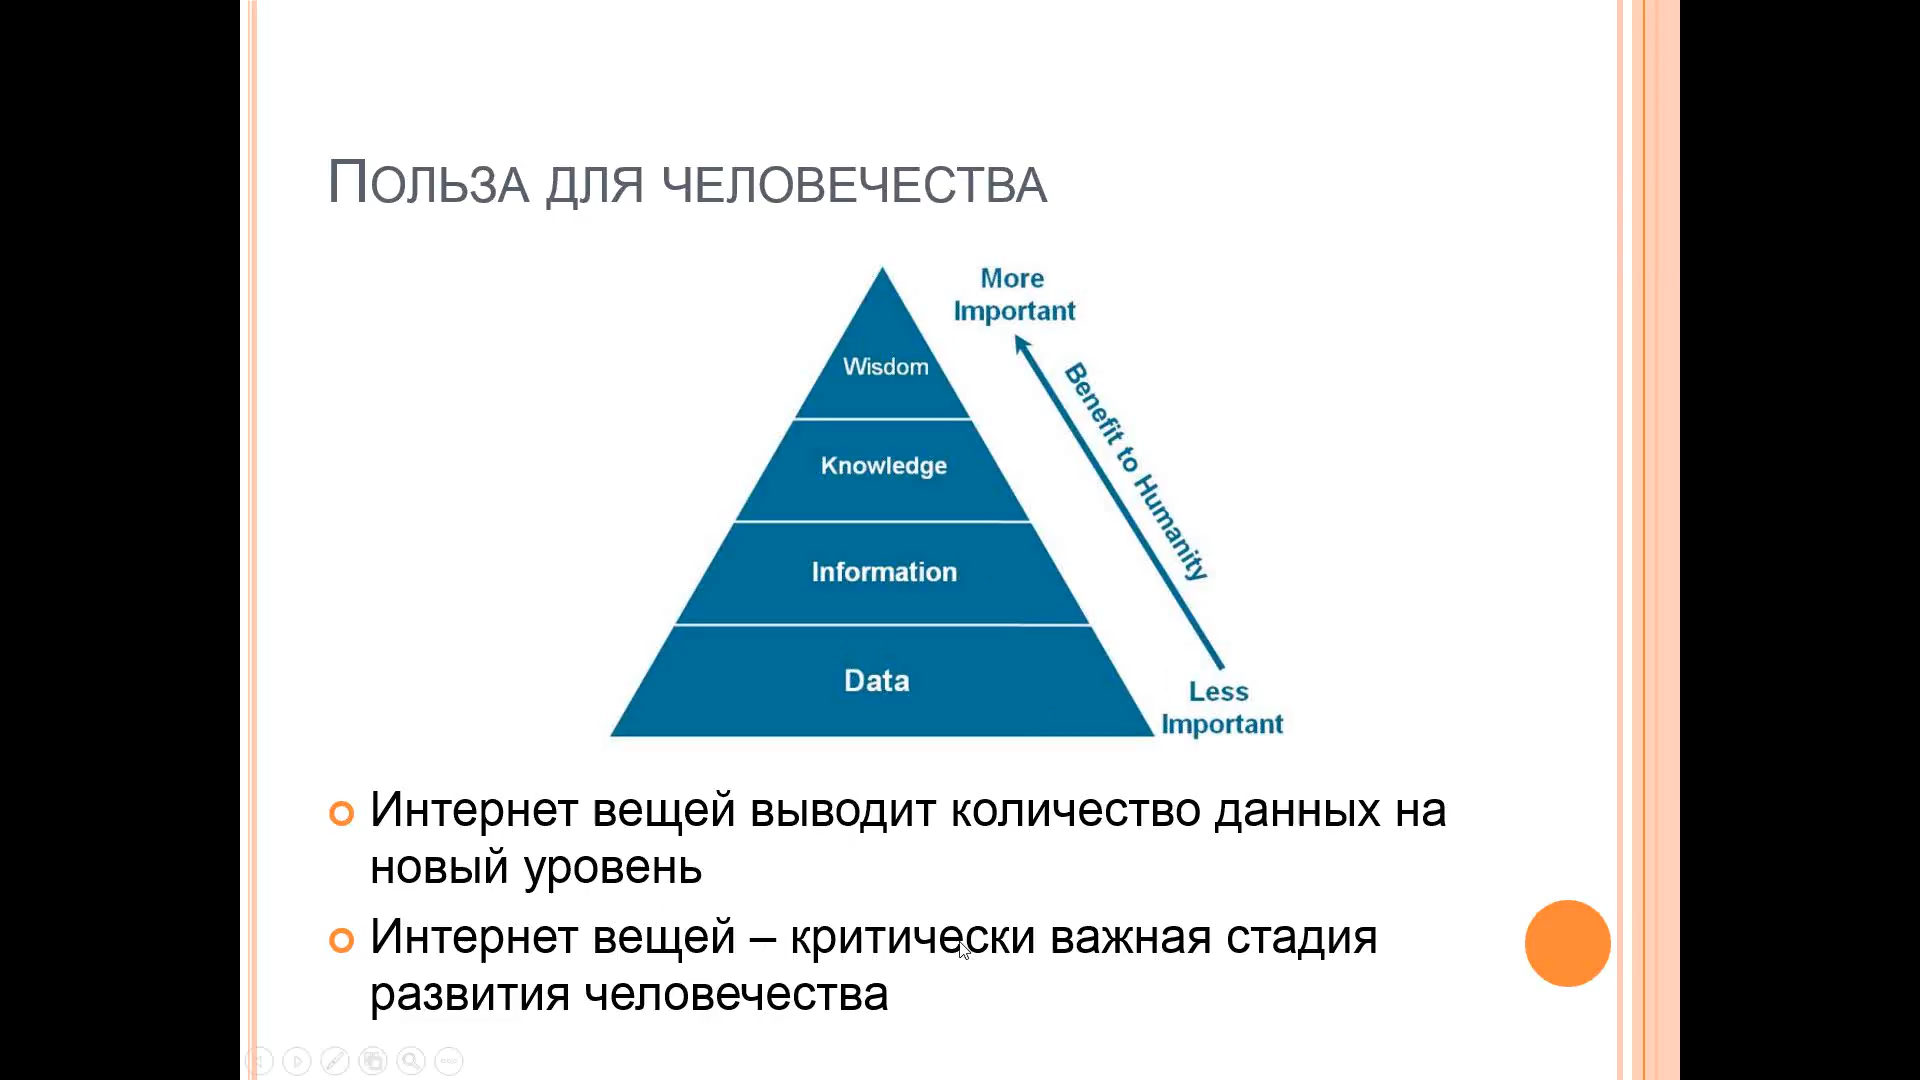 Польза для человечества
More
Important
Wisdom
Benefit to Humanity
Knowledge
Information
Data
Less
Important
Интернет вещей выводит количество данных на
новый уровень
Интернет вещей – критически важная стадия
развития человечества